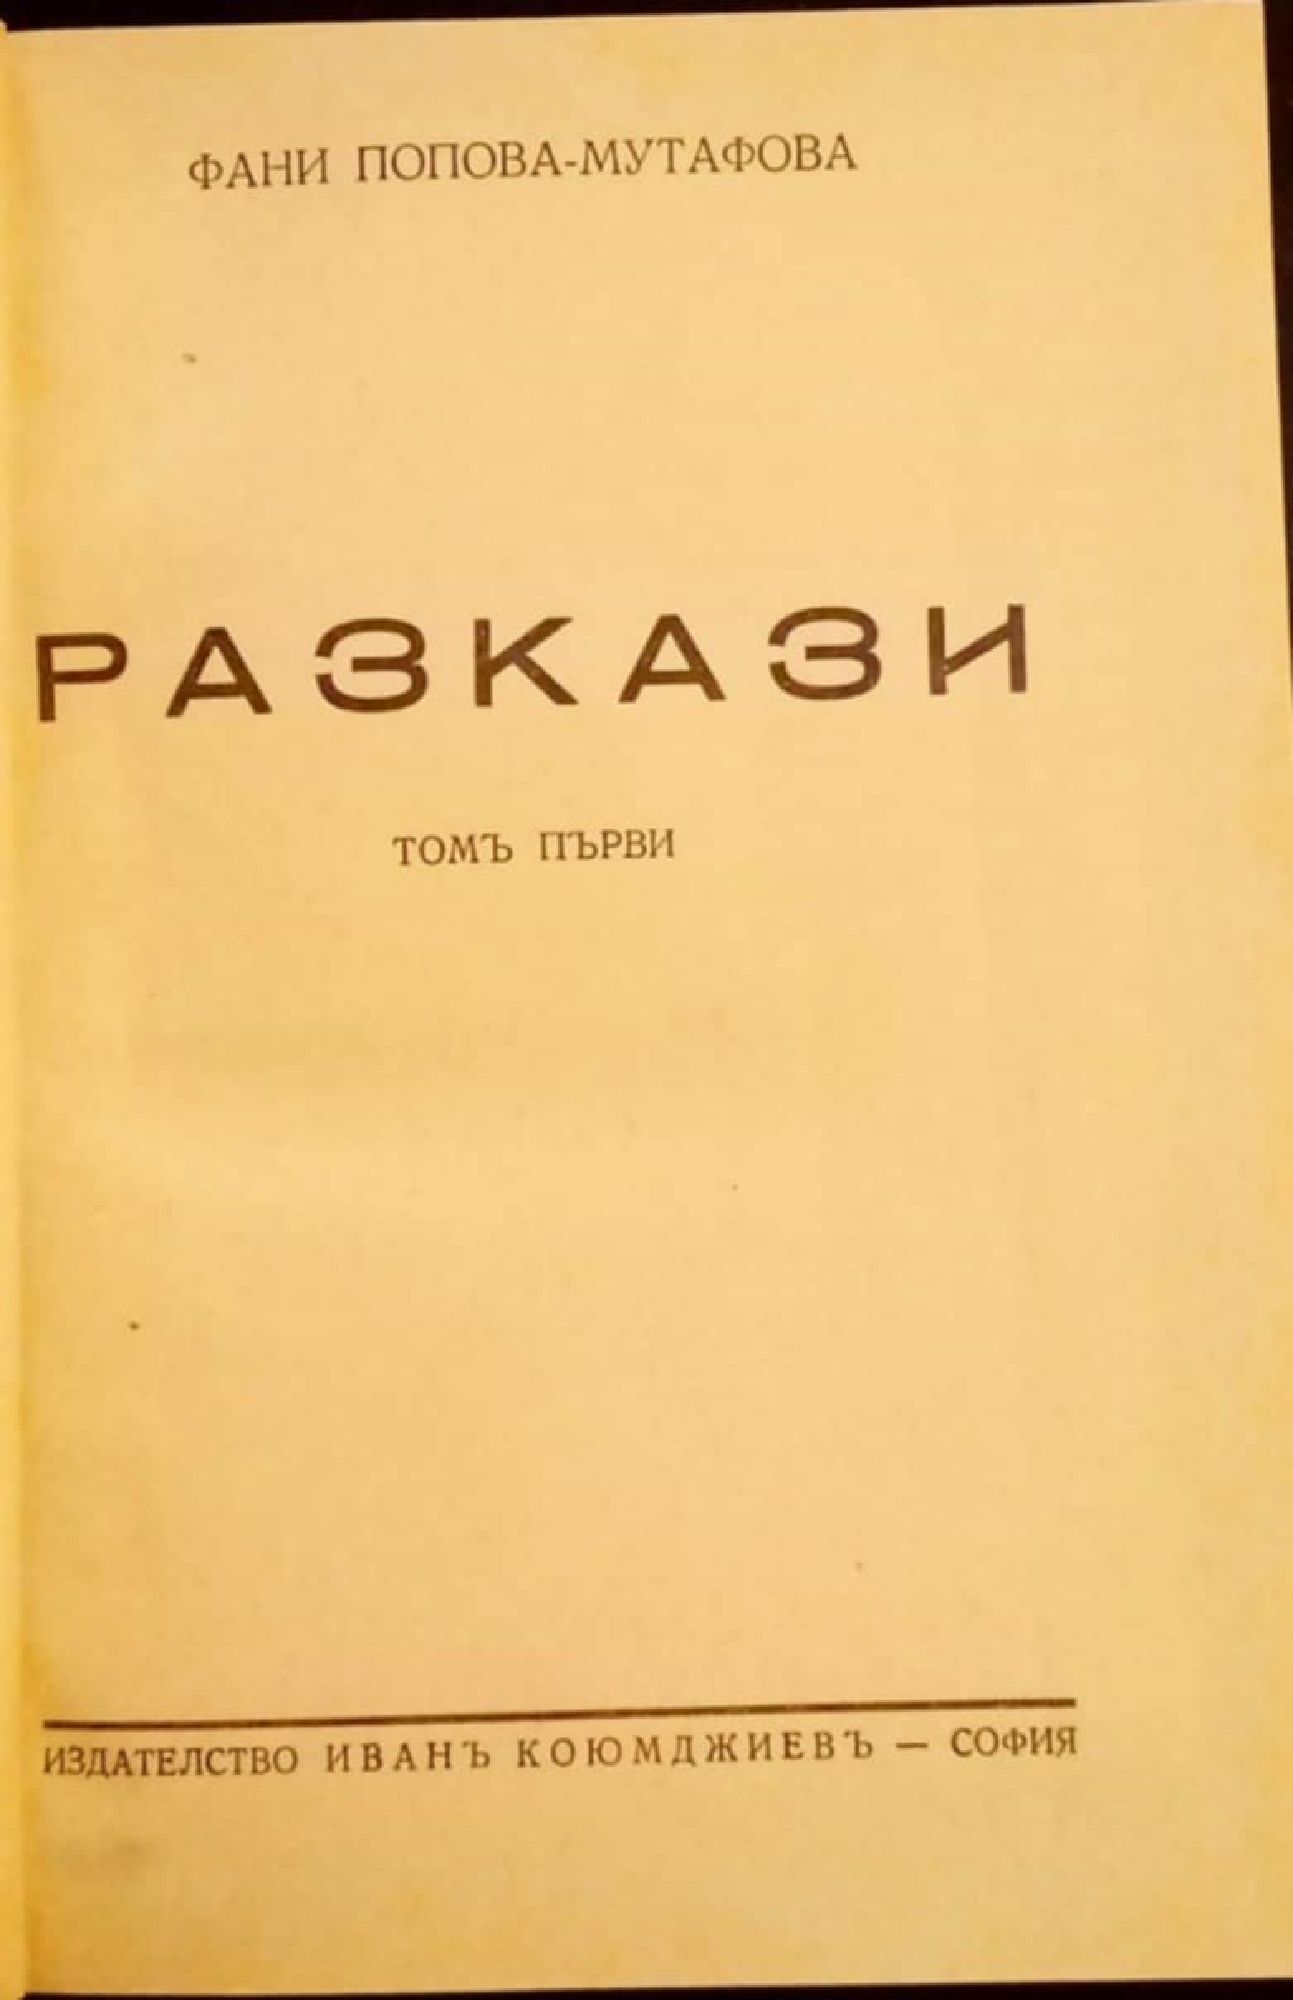 ФАНИ ПОПОВА-МУТАФОВА
РАЗКАЗИ
ТОМЪ ПЪРВИ
ИЗДАТЕЛСТВО ИВАНЪ КОЮМДЖИЕВЪ — СОФИЯ